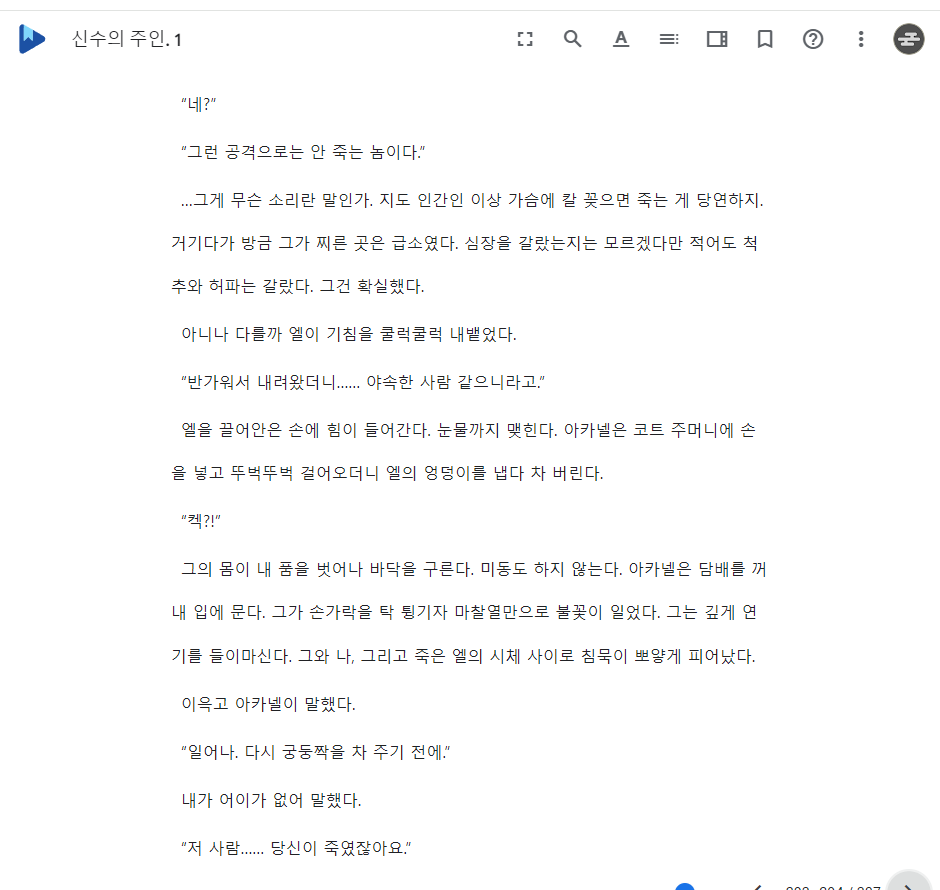 신수의 주인. 1
“네?”
“그런 공격으로는 안 죽는 놈이다.”
...그게 무슨 소리란 말인가. 지도 인간인 이상 가슴에 칼 꽂으면 죽는 게 당연하지.
거기다가 방금 그가 찌른 곳은 급소였다. 심장을 갈랐는지는 모르겠다만 적어도 척
추와 허파는 갈랐다. 그건 확실했다.
아니나 다를까 엘이 기침을 쿨럭쿨럭 내뱉었다.
“반가워서 내려왔더니...... 야속한 사람 같으니라고.”
엘을 끌어안은 손에 힘이 들어간다. 눈물까지 맺힌다. 아카넬은 코트 주머니에 손
을 넣고 뚜벅뚜벅 걸어오더니 엘의 엉덩이를 냅다 차 버린다.
“켁?!”
그의 몸이 내 품을 벗어나 바닥을 구른다. 미동도 하지 않는다. 아카넬은 담배를 꺼
내 입에 문다. 그가 손가락을 탁 튕기자 마찰열만으로 불꽃이 일었다. 그는 깊게 연
기를 들이마신다. 그와 나, 그리고 죽은 엘의 시체 사이로 침묵이 뽀얗게 피어났다.
이윽고 아카넬이 말했다.
“일어나. 다시 궁둥짝을 차 주기 전에.”
내가 어이가 없어 말했다.
“저 사람...... 당신이 죽였잖아요.”